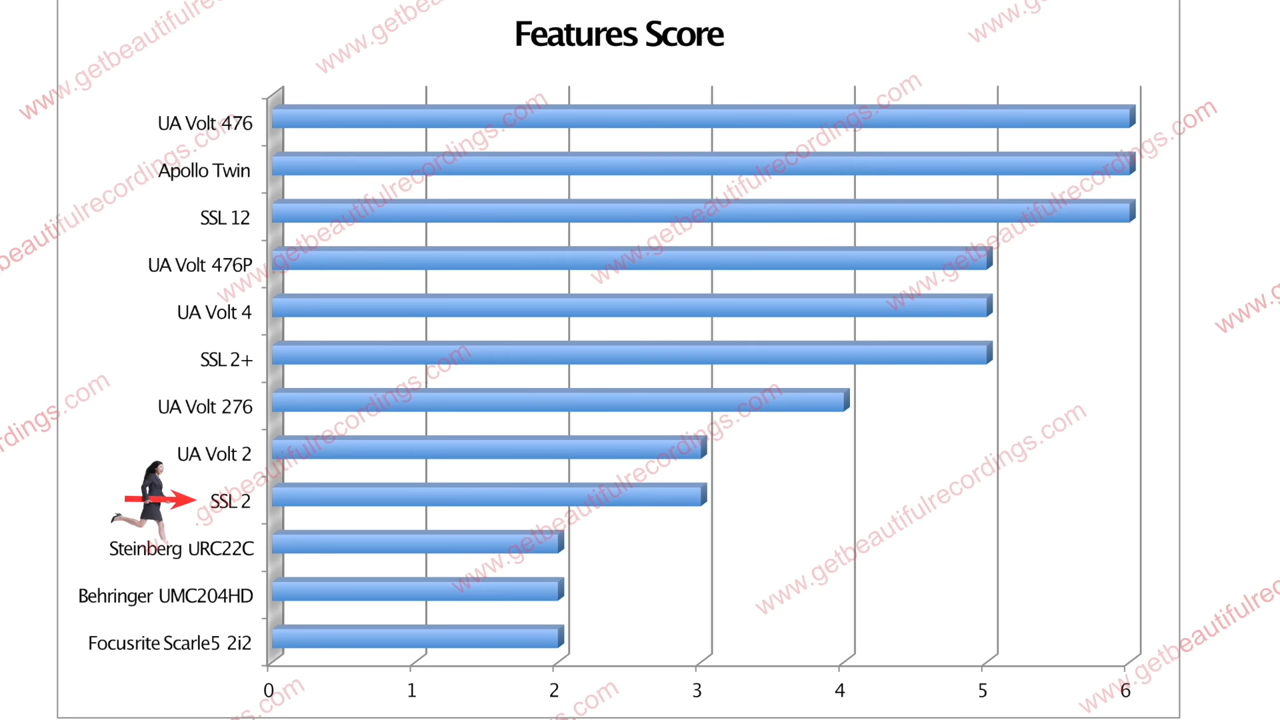 Features Score
UA Volt 476
Apollo Twin
SSL 12
UA Volt 476P
UA Volt 4
SSL 2+
UA Volt 276
UA Volt 2
SSL 2
Steinberg URC22C
Behringer UMC204HD
Focusrite Scarle5 2i2
0 1 2 3 4 5 6
www.getbeautifulrecordings.com